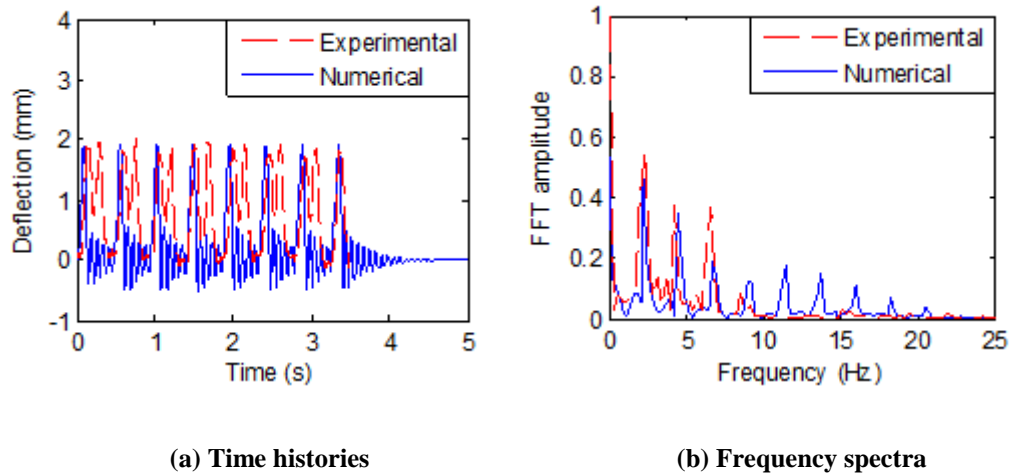 4
3
2
1
0
-1
Deflection (mm)
Experimental
Numerical
0 1 2 3 4 5
Time (s)
(a) Time histories
1
0.8
0.6
0.4
0.2
0
FFT amplitude
Experimental
Numerical
0 5 10 15 20 25
Frequency (Hz)
(b) Frequency spectra